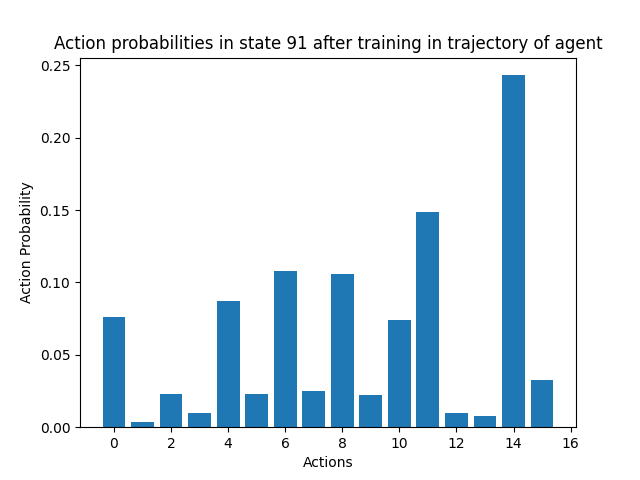 Action probabilities in state 91 after training in trajectory of agent
0.25
0.20
0.15
0.10
0.05
0.00
Action Probability
0 2 4 6 8 10 12 14 16
Actions